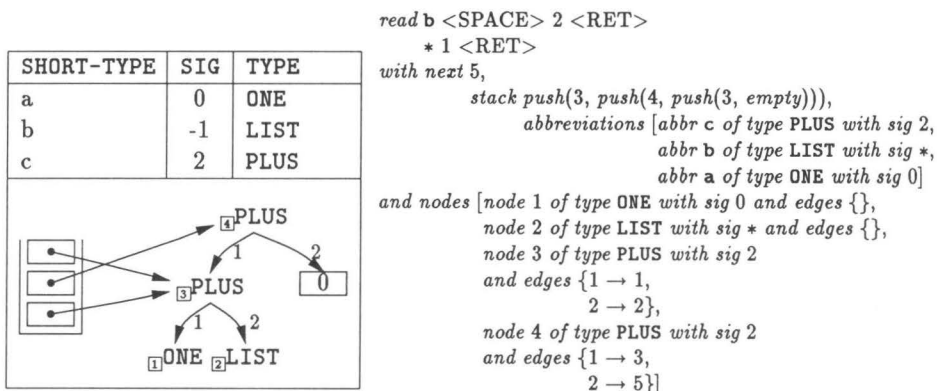 SHORT-TYPE SIG TYPE
a 0 ONE
b -1 LIST
c 2 PLUS
4 PLUS
1 2
3 PLUS 0
1 2
1 ONE 2 LIST
read b <SPACE> 2 <RET>
* 1 <RET>
with next 5,
stack push(3, push(4, push(3, empty))),
abbreviations [abbr c of type PLUS with sig 2,
abbr b of type LIST with sig *,
abbr a of type ONE with sig 0]
and nodes [node 1 of type ONE with sig 0 and edges {},
node 2 of type LIST with sig * and edges {},
node 3 of type PLUS with sig 2
and edges {1 → 1,
2 → 2},
node 4 of type PLUS with sig 2
and edges {1 → 3,
2 → 5}]